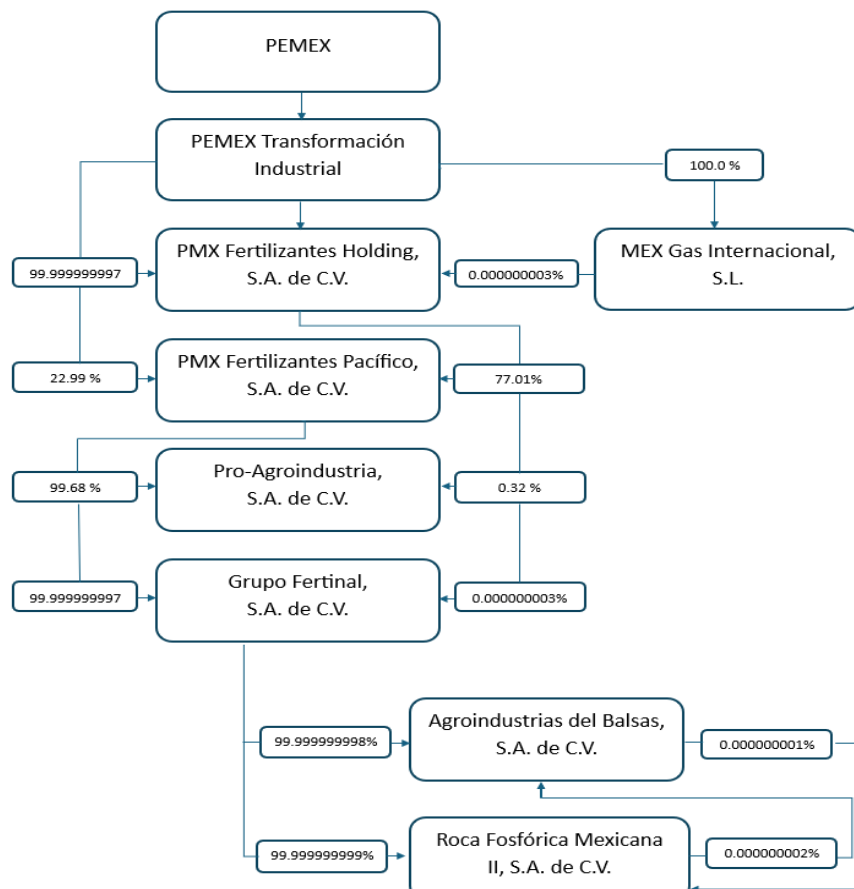 PEMEX
PEMEX Transformación
Industrial
100.0 %
PMX Fertilizantes Holding,
S.A. de C.V.
MEX Gas Internacional,
S.L.
99.999999997
0.000000003%
PMX Fertilizantes Pacífico,
S.A. de C.V.
22.99 %
77.01%
Pro-Agroindustria,
S.A. de C.V.
99.68 %
0.32 %
Grupo Fertinal,
S.A. de C.V.
99.999999997
0.000000003%
Agroindustrias del Balsas,
S.A. de C.V.
99.999999998%
0.000000001%
Roca Fosfórica Mexicana
II, S.A. de C.V.
99.999999999%
0.000000002%